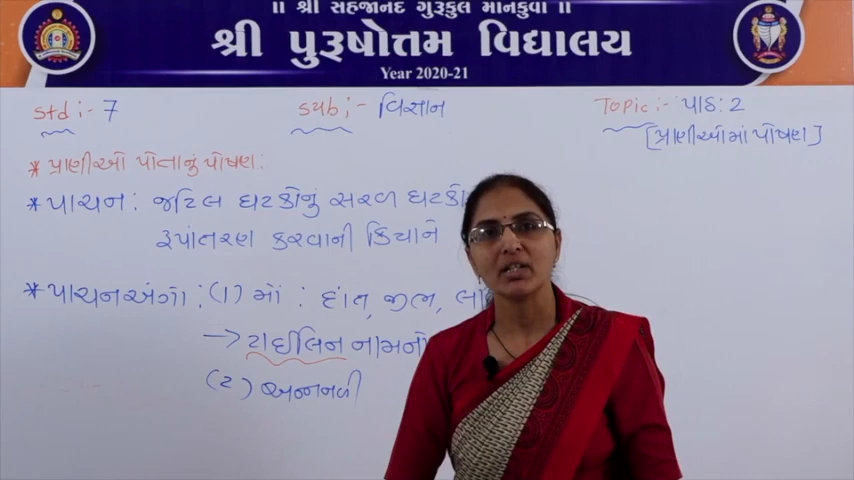 ॥ શ્રી સહજાનંદ ગુરૂકુલ માનકુવા ॥
શ્રી પુરૂષોત્તમ વિદ્યાલય
Year 2020-21
std :- 7 sub :- વિજ્ઞાન Topic :- પાઠ : 2
[પ્રાણીઓમાં પોષણ]
* પ્રાણીઓ પોતાનું પોષણ :
* પાચન : જટિલ ઘટકોનું સરળ ઘટકો
રૂપાંતરણ કરવાની ક્રિયાને
* પાચનઅંગો : (1) મોં : દાંત, જીભ,
→ ટાઈલિન નામનો
(2) અન્નનળી